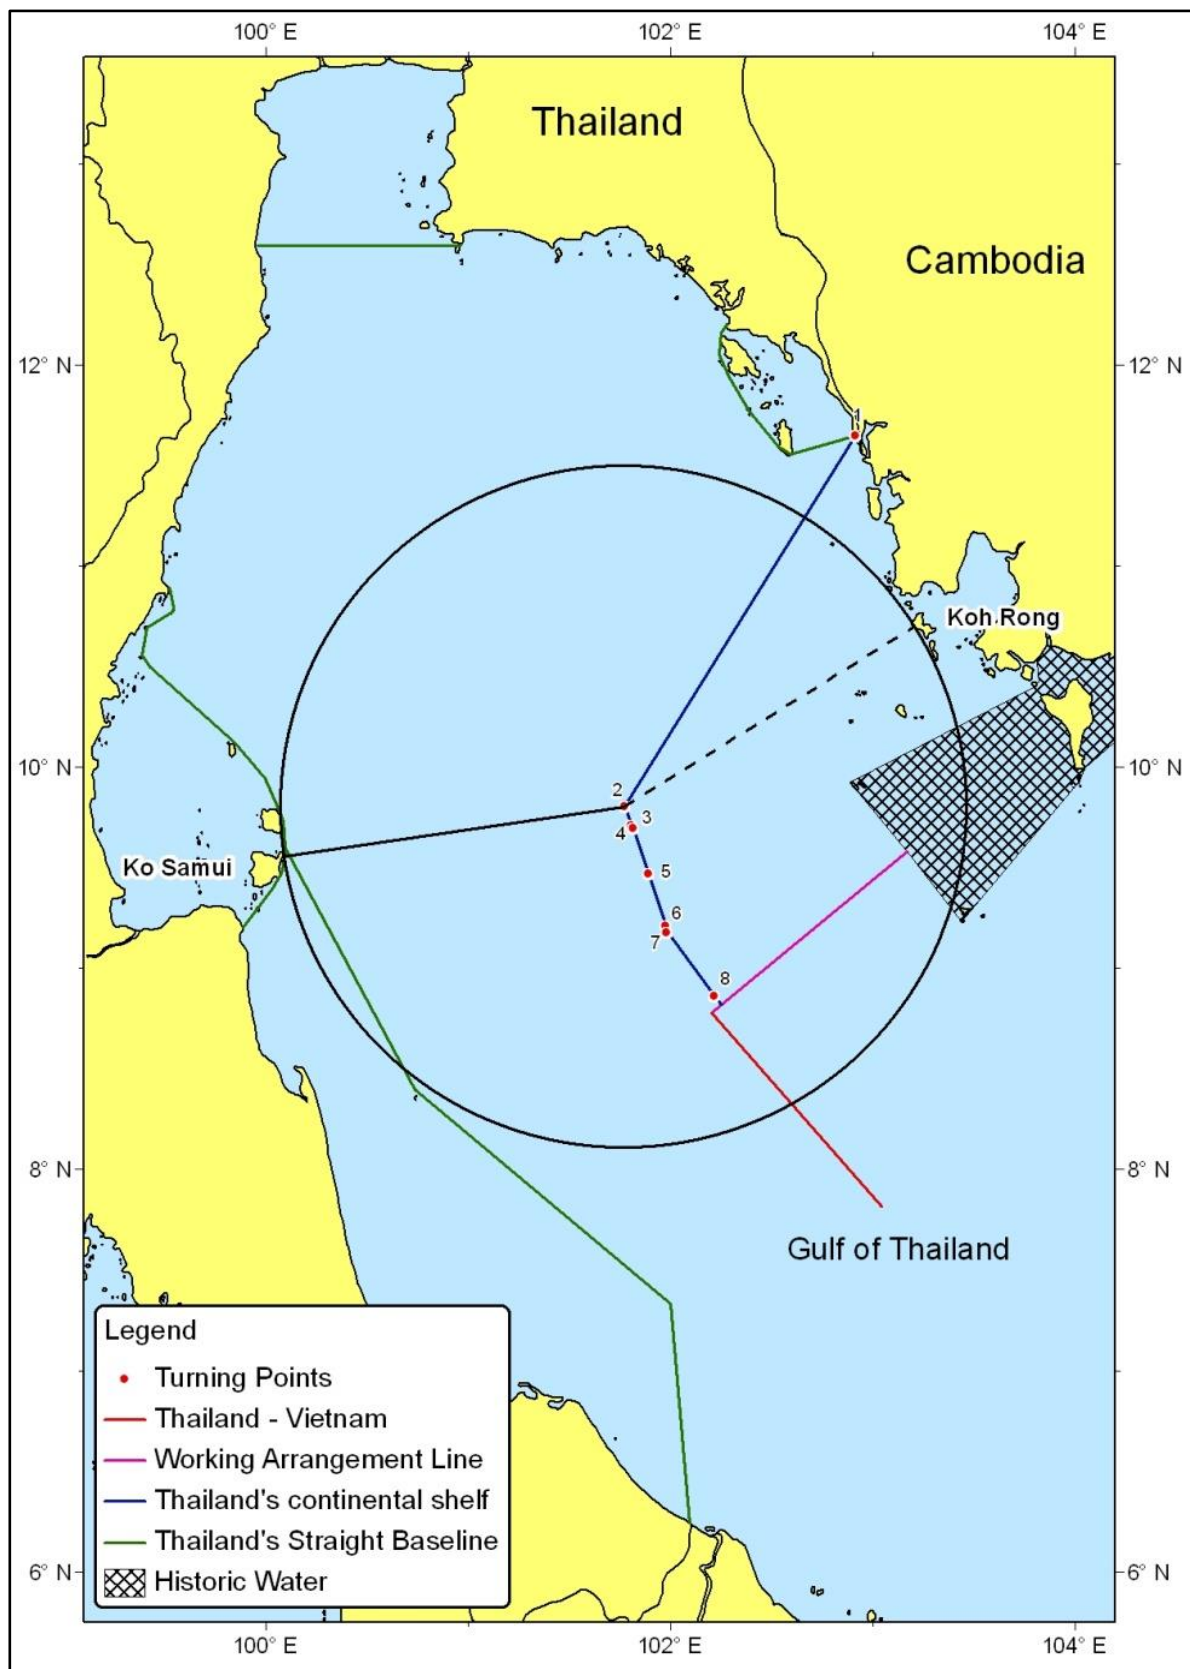 100° E 102° E 104° E
Thailand
Cambodia
12° N 12° N
1
Koh Rong
10° N 10° N
2
3
4
Ko Samui
5
6
7
8
8° N 8° N
Gulf of Thailand
Legend
Turning Points
Thailand - Vietnam
Working Arrangement Line
Thailand's continental shelf
Thailand's Straight Baseline
Historic Water
6° N 6° N
100° E 102° E 104° E